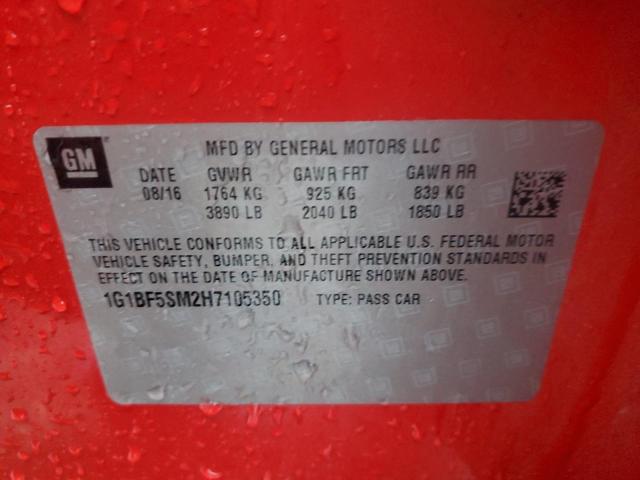 GM
MFD BY GENERAL MOTORS LLC
DATE GVWR GAWR FRT GAWR RR
08/16 1764 KG 925 KG 839 KG
3890 LB 2040 LB 1850 LB
THIS VEHICLE CONFORMS TO ALL APPLICABLE U.S. FEDERAL MOTOR
VEHICLE SAFETY, BUMPER, AND THEFT PREVENTION STANDARDS IN
EFFECT ON THE DATE OF MANUFACTURE SHOWN ABOVE.
1G1BF5SM2H7105350 TYPE: PASS CAR